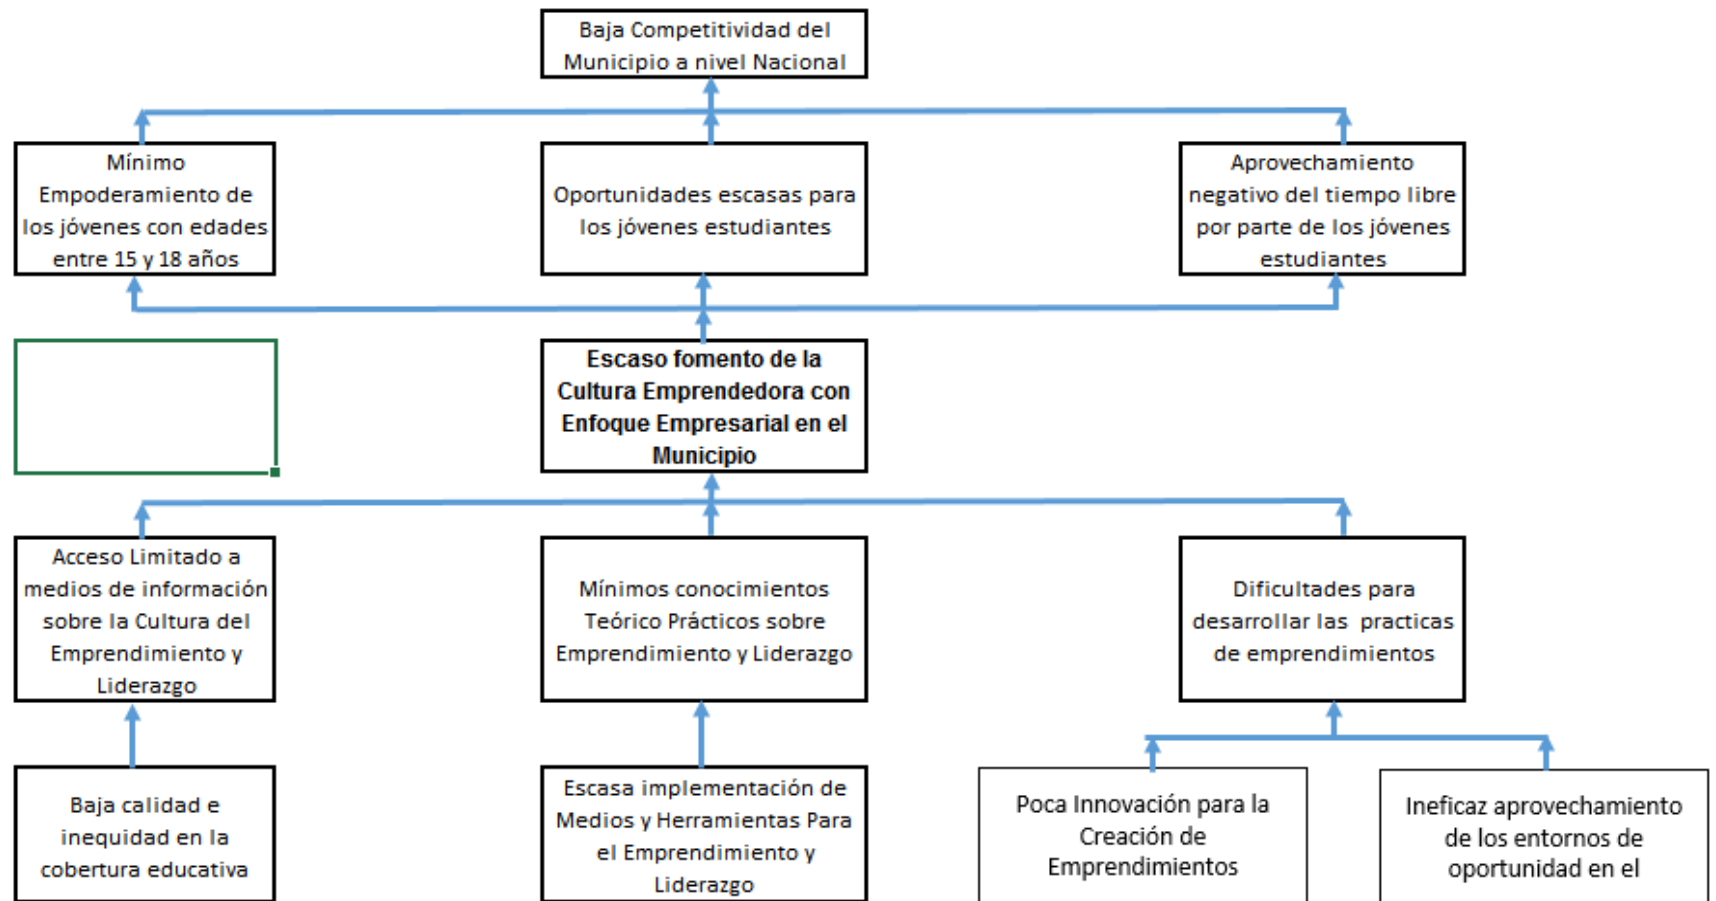 Baja Competitividad del
Municipio a nivel Nacional
Mínimo
Empoderamiento de
los jóvenes con edades
entre 15 y 18 años
Oportunidades escasas para
los jóvenes estudiantes
Aprovechamiento
negativo del tiempo libre
por parte de los jóvenes
estudiantes
Escaso fomento de la
Cultura Emprendedora con
Enfoque Empresarial en el
Municipio
Acceso Limitado a
medios de información
sobre la Cultura del
Emprendimiento y
Liderazgo
Mínimos conocimientos
Teórico Prácticos sobre
Emprendimiento y Liderazgo
Dificultades para
desarrollar las practicas
de emprendimientos
Baja calidad e
inequidad en la
cobertura educativa
Escasa implementación de
Medios y Herramientas Para
el Emprendimiento y
Liderazgo
Poca Innovación para la
Creación de
Emprendimientos
Ineficaz aprovechamiento
de los entornos de
oportunidad en el